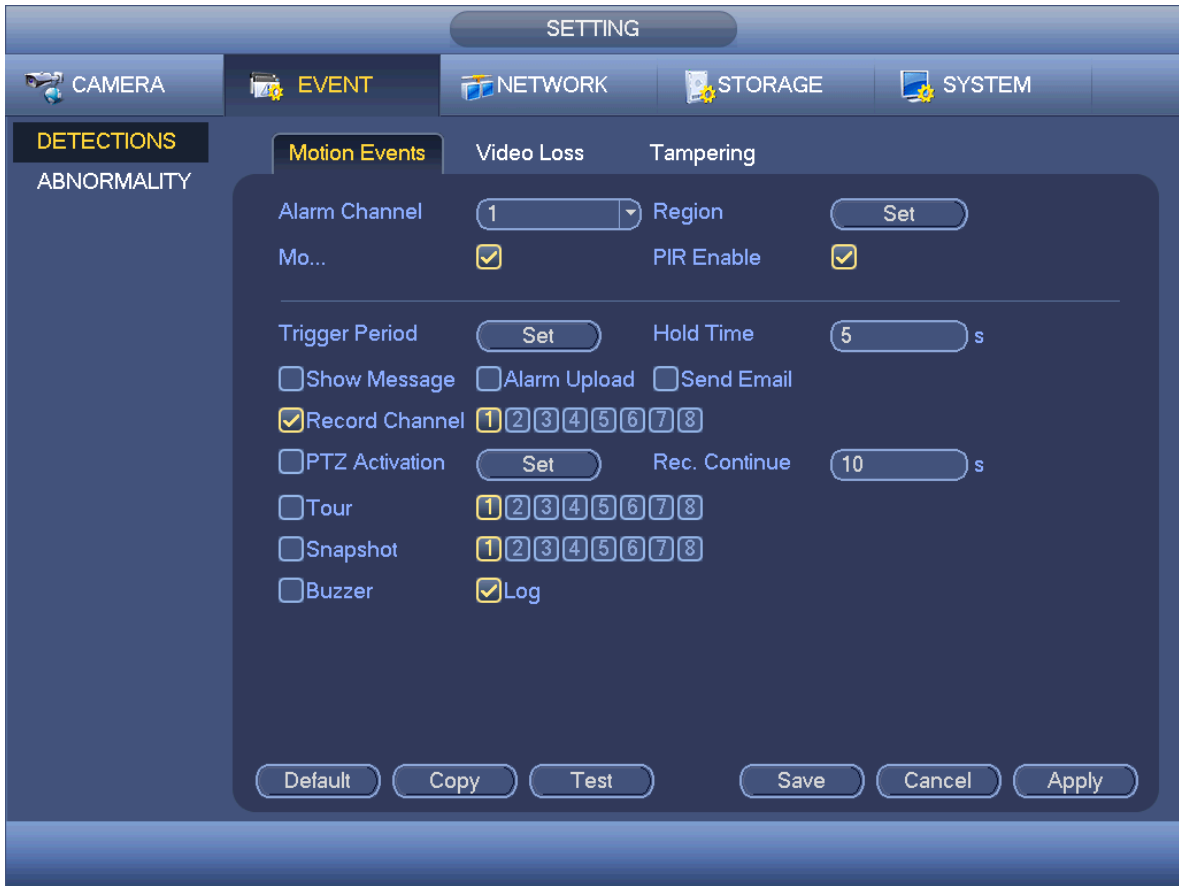 SETTING
CAMERA EVENT NETWORK STORAGE SYSTEM
DETECTIONS
ABNORMALITY
Motion Events Video Loss Tampering
Alarm Channel 1 Region Set
Mo... PIR Enable
Trigger Period Set Hold Time 5 s
Show Message Alarm Upload Send Email
Record Channel 1 2 3 4 5 6 7 8
PTZ Activation Set Rec. Continue 10 s
Tour 1 2 3 4 5 6 7 8
Snapshot 1 2 3 4 5 6 7 8
Buzzer Log
Default Copy Test Save Cancel Apply